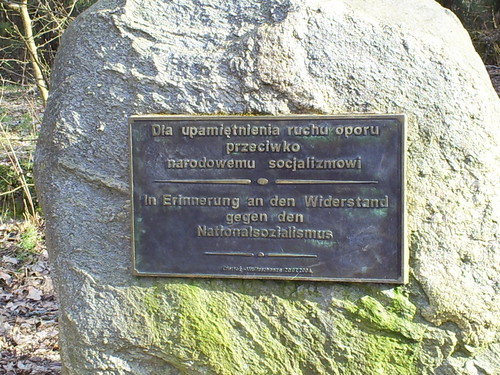 Dla upamiętnienia ruchu oporu
przeciwko
narodowemu socjalizmowi
In Erinnerung an den Widerstand
gegen den
Nationalsozialismus